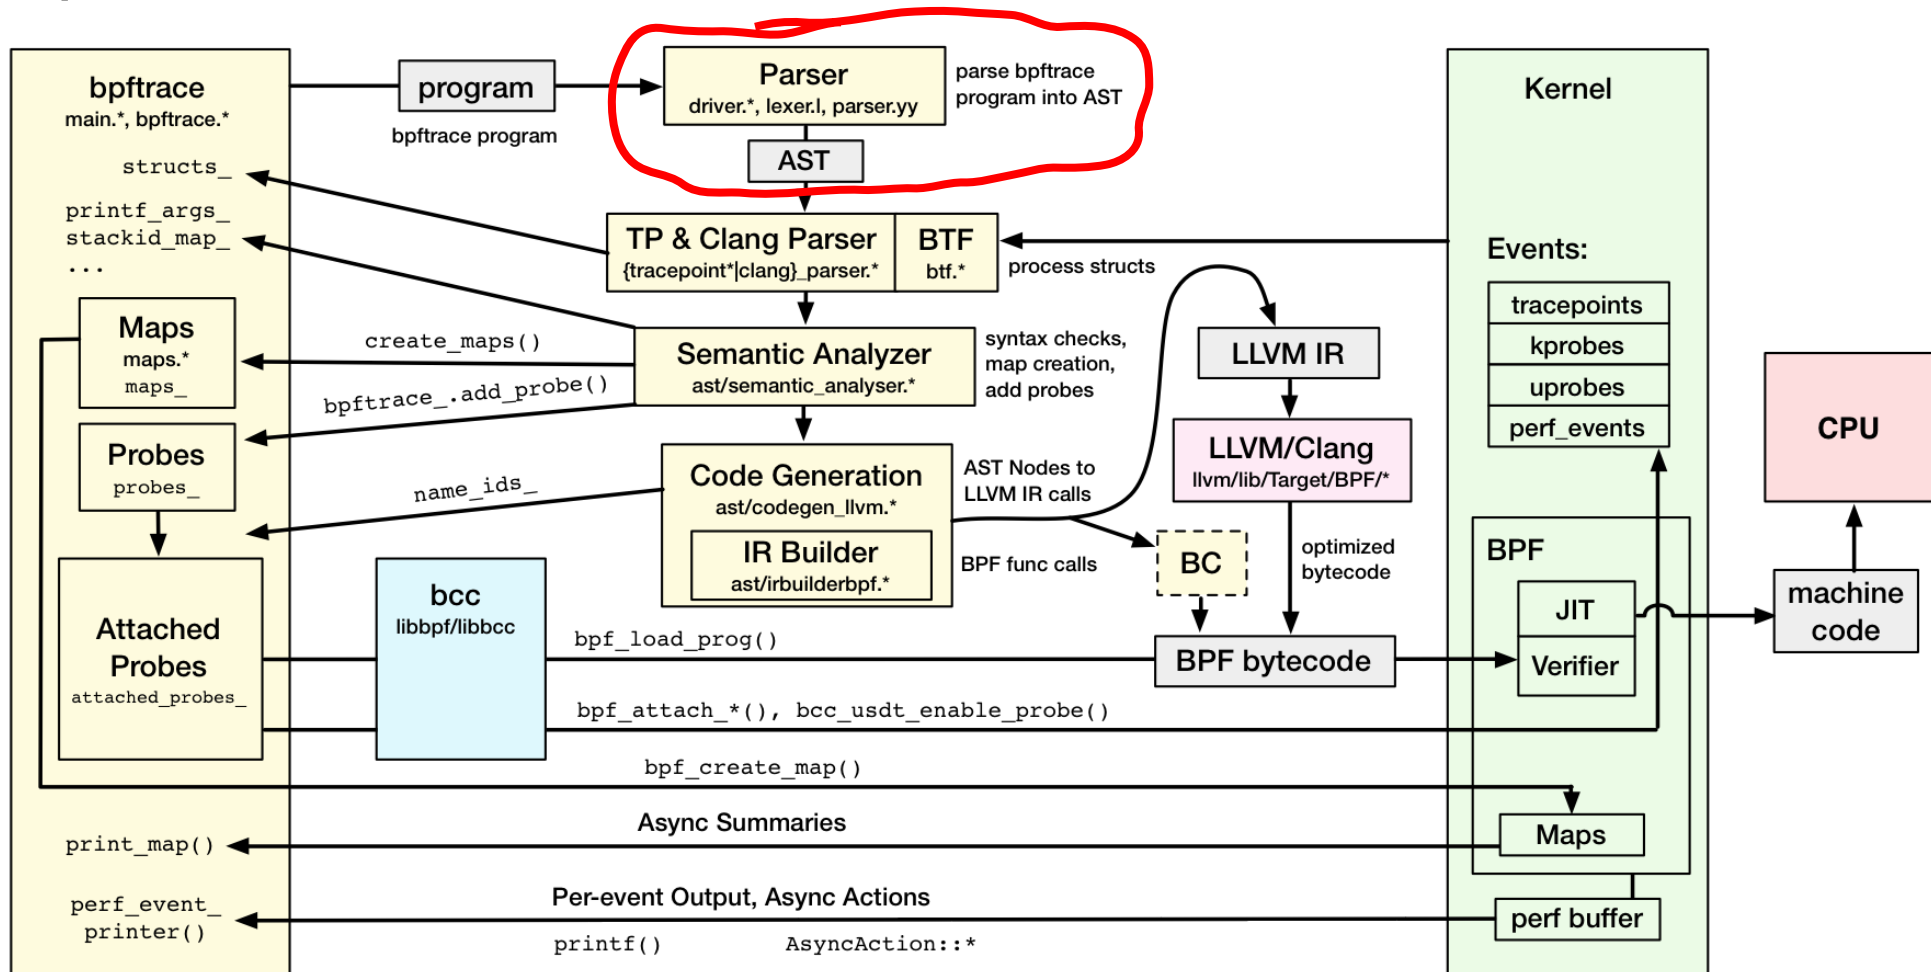 bpftrace
main.*, bpftrace.*
structs_
printf_args_
stackid_map_
...
Maps
maps.*
maps_
Probes
probes_
Attached
Probes
attached_probes_
print_map()
perf_event_
printer()
program
bpftrace program
Parser
driver.*, lexer.l, parser.yy
parse bpftrace
program into AST
AST
TP & Clang Parser
{tracepoint*|clang}_parser.*
BTF
btf.*
process structs
create_maps()
bpftrace_.add_probe()
name_ids_
Semantic Analyzer
ast/semantic_analyser.*
syntax checks,
map creation,
add probes
Code Generation
ast/codegen_llvm.*
IR Builder
ast/irbuilderbpf.*
AST Nodes to
LLVM IR calls
BPF func calls
LLVM IR
LLVM/Clang
llvm/lib/Target/BPF/*
optimized
bytecode
BC
BPF bytecode
bcc
libbpf/libbcc
bpf_load_prog()
bpf_attach_*(), bcc_usdt_enable_probe()
bpf_create_map()
Async Summaries
Per-event Output, Async Actions
printf()
AsyncAction::*
Kernel
Events:
tracepoints
kprobes
uprobes
perf_events
BPF
JIT
Verifier
Maps
perf buffer
CPU
machine
code